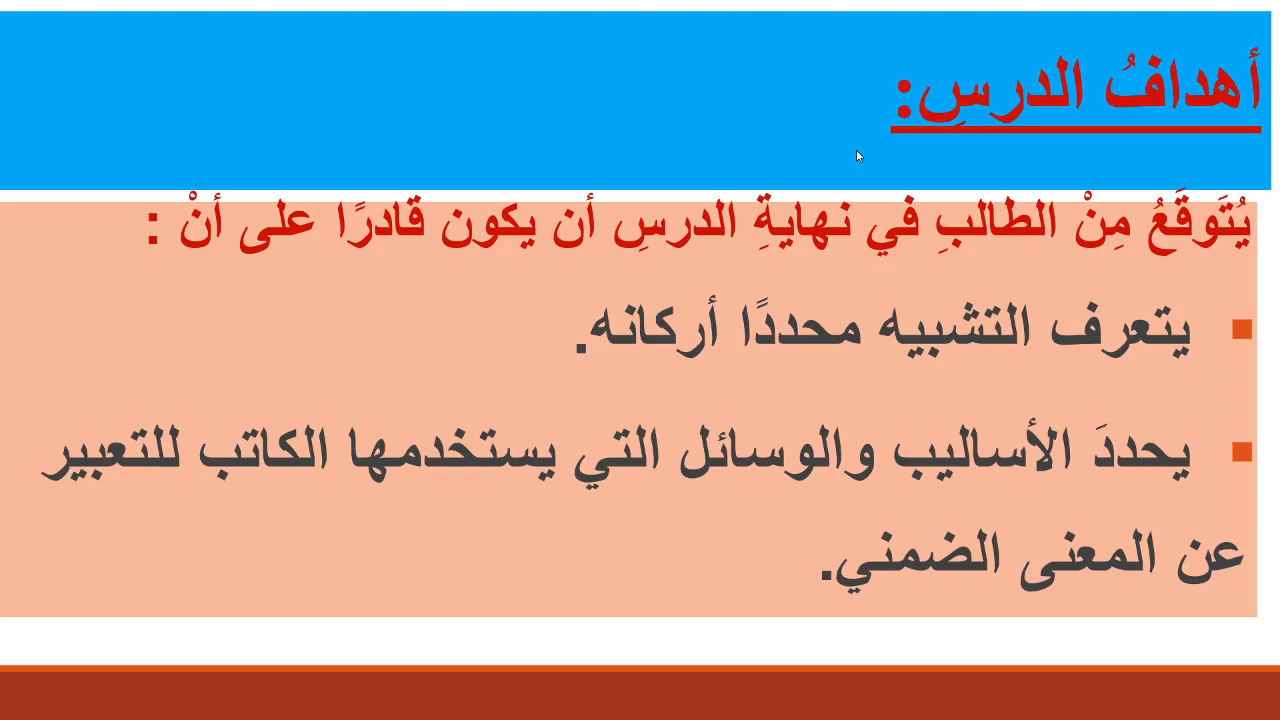 أهدافُ الدرسِ:
يُتَوقَعُ مِنْ الطالبِ في نهايةِ الدرسِ أن يكون قادرًا على أنْ :
▪ يتعرف التشبيه محددًا أركانه.
▪ يحددَ الأساليب والوسائل التي يستخدمها الكاتب للتعبير
عن المعنى الضمني.